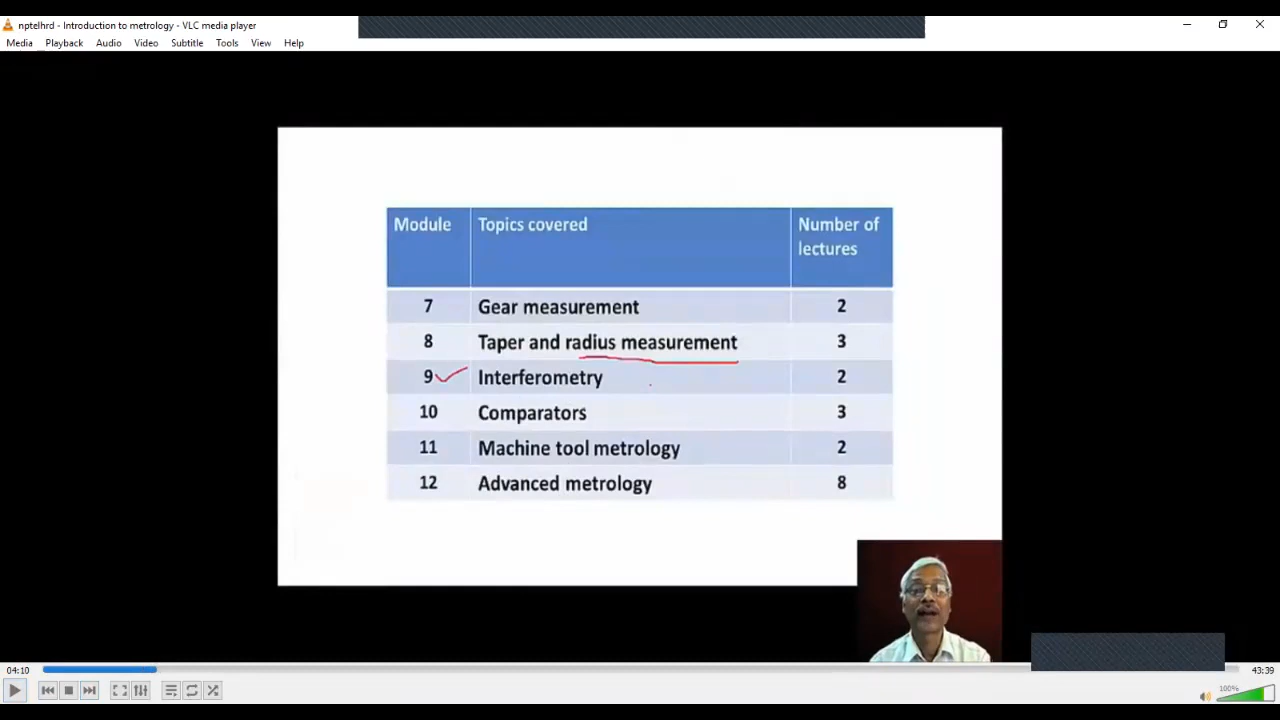 nptelhrd - Introduction to metrology - VLC media player
Media Playback Audio Video Subtitle Tools View Help
Module Topics covered Number of
lectures
7 Gear measurement 2
8 Taper and radius measurement 3
9 Interferometry 2
10 Comparators 3
11 Machine tool metrology 2
12 Advanced metrology 8
04:10 43:39
100%